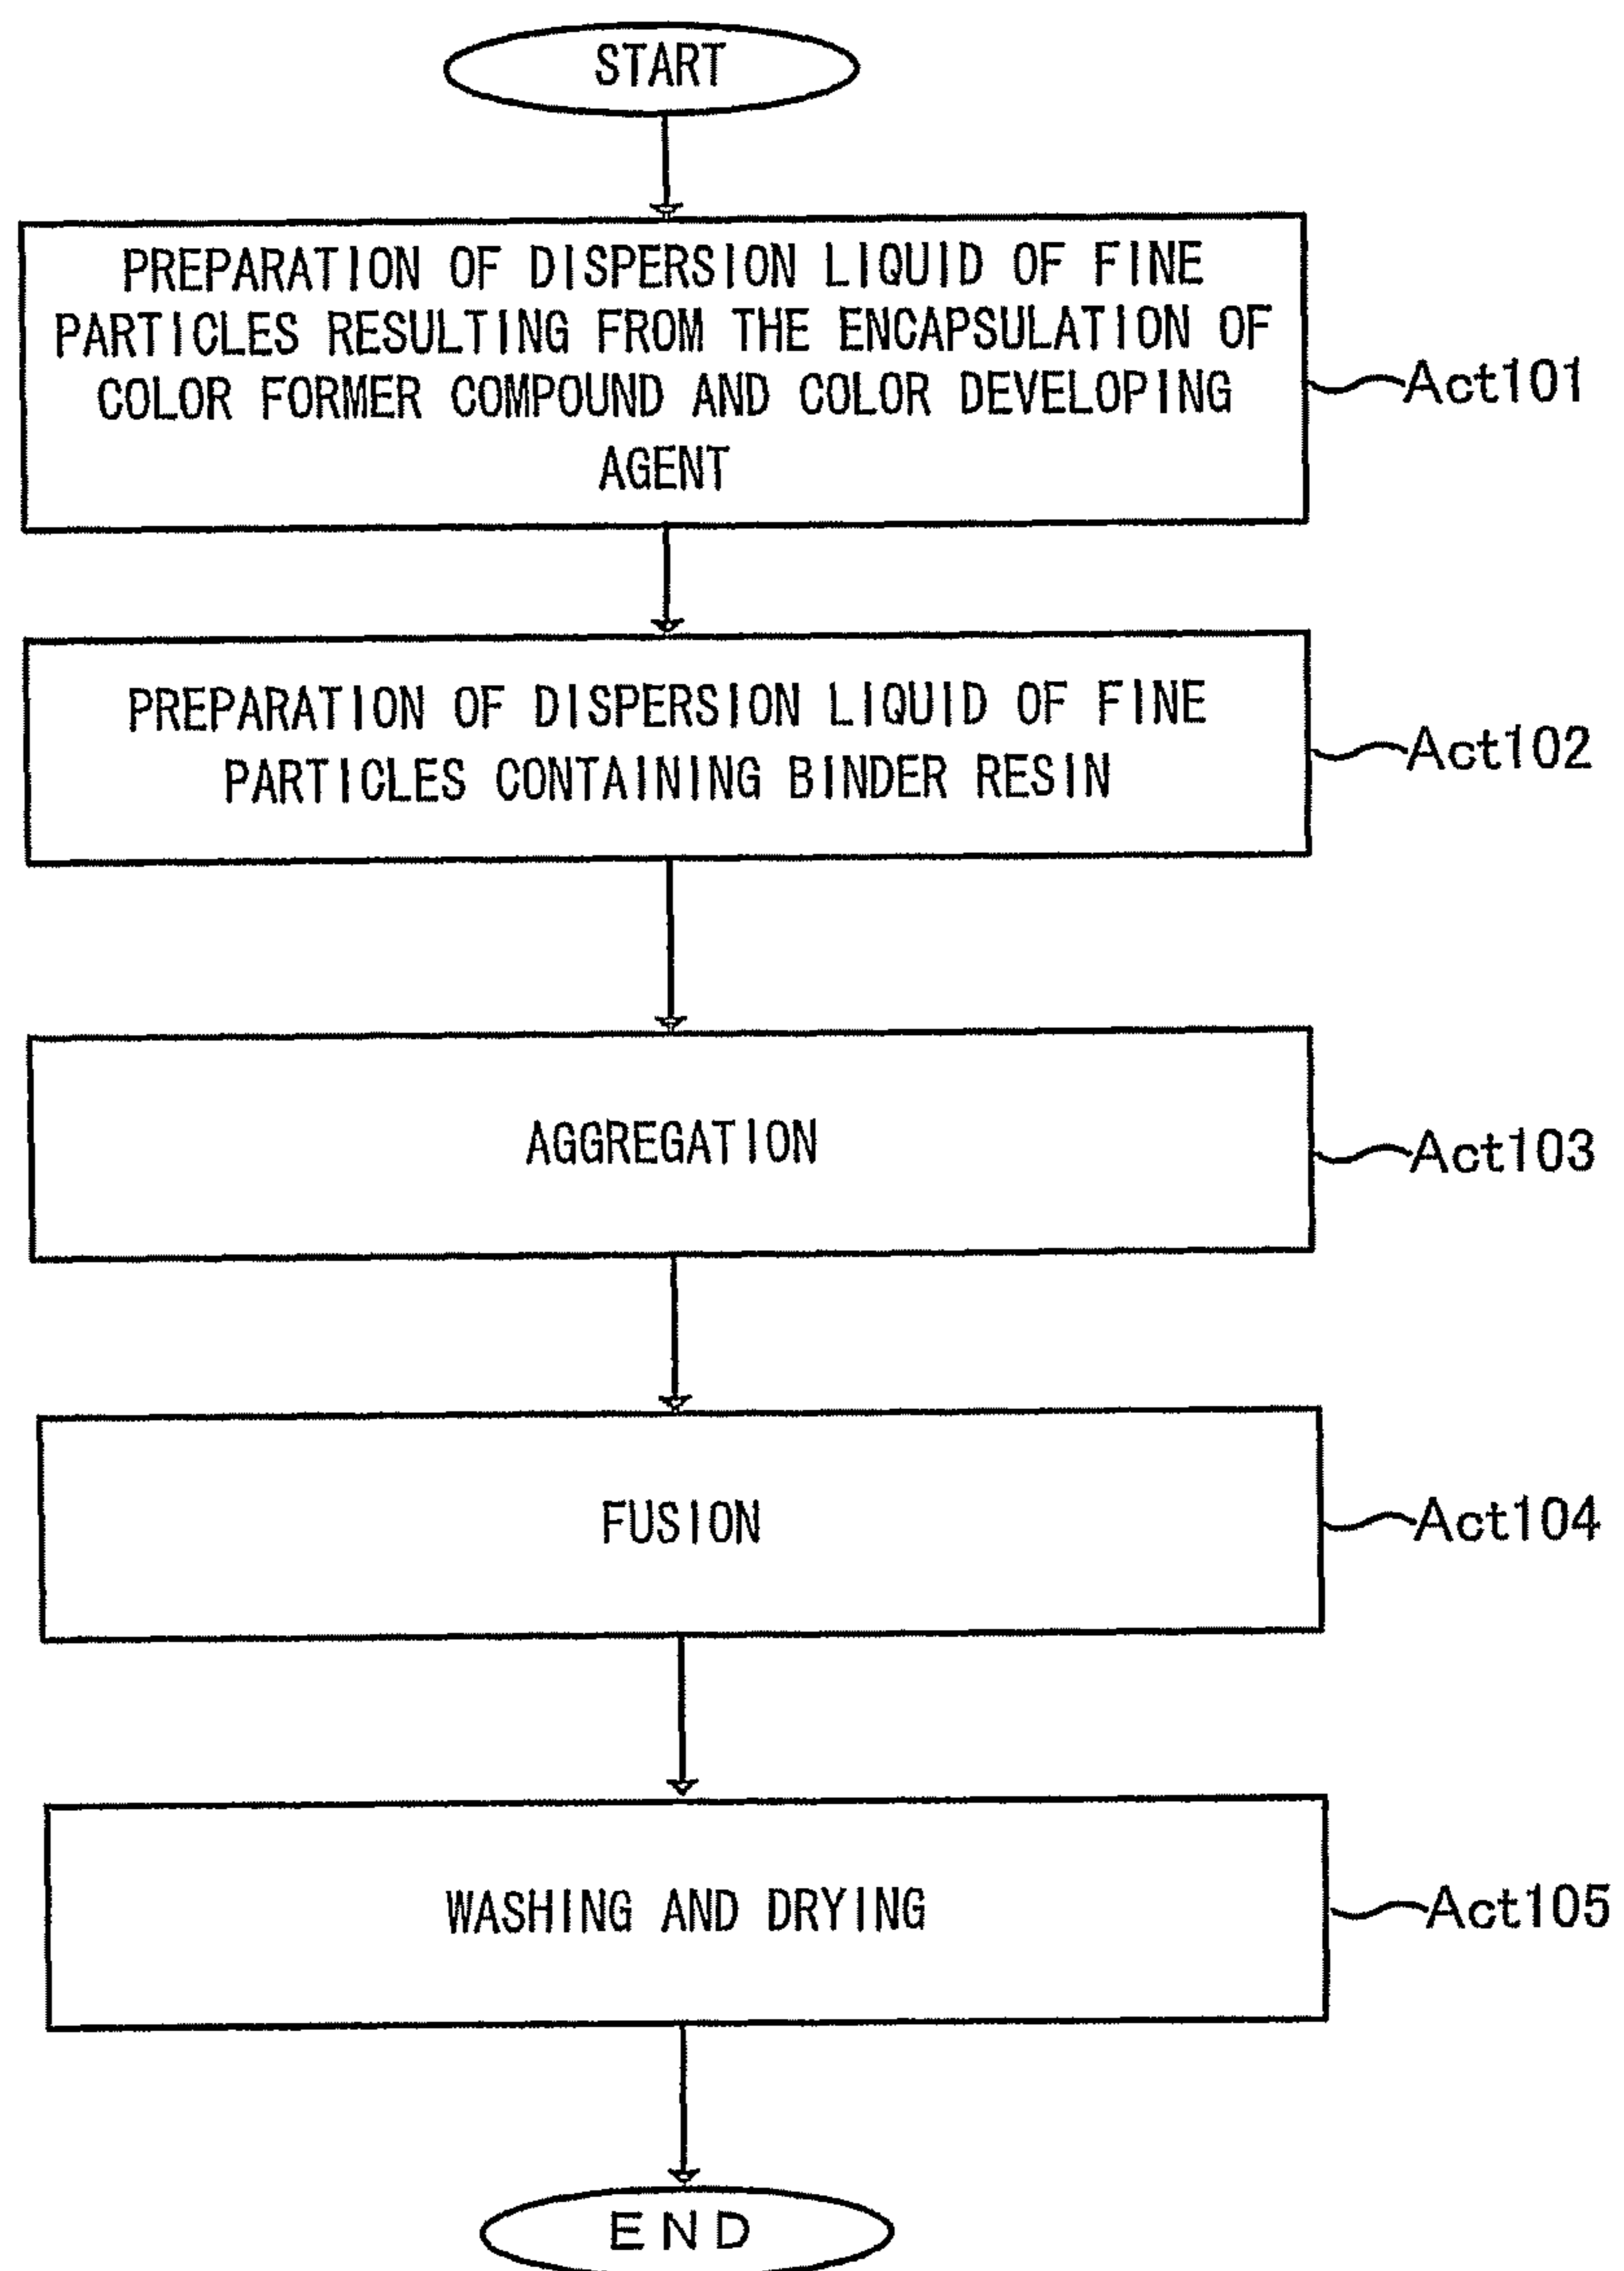 START
PREPARATION OF DISPERSION LIQUID OF FINE
PARTICLES RESULTING FROM THE ENCAPSULATION OF
COLOR FORMER COMPOUND AND COLOR DEVELOPING
AGENT
Act101
PREPARATION OF DISPERSION LIQUID OF FINE
PARTICLES CONTAINING BINDER RESIN
Act102
AGGREGATION
Act103
FUSION
Act104
WASHING AND DRYING
Act105
END